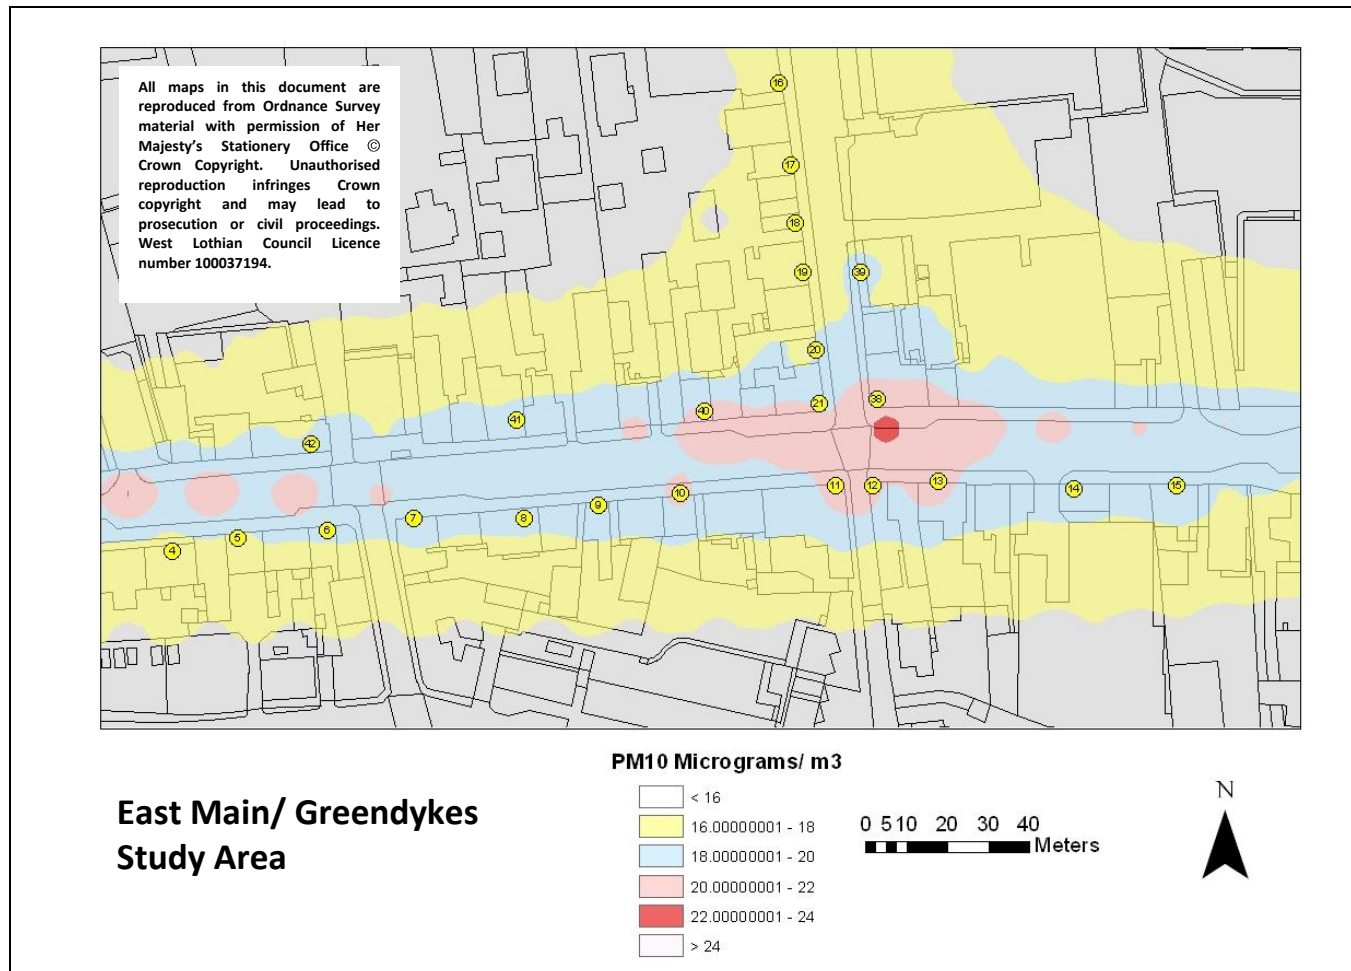 All maps in this document are
reproduced from Ordnance Survey
material with permission of Her
Majesty's Stationery Office ©
Crown Copyright. Unauthorised
reproduction infringes Crown
copyright and may lead to
prosecution or civil proceedings.
West Lothian Council Licence
number 100037194.
16
17
18
19
39
20
21
38
40
41
42
11
12
13
14
15
10
9
8
7
6
5
4
PM10 Micrograms/ m3
< 16
16.00000001 - 18
18.00000001 - 20
20.00000001 - 22
22.00000001 - 24
> 24
East Main/ Greendykes
Study Area
0 5 10 20 30 40
Meters
N